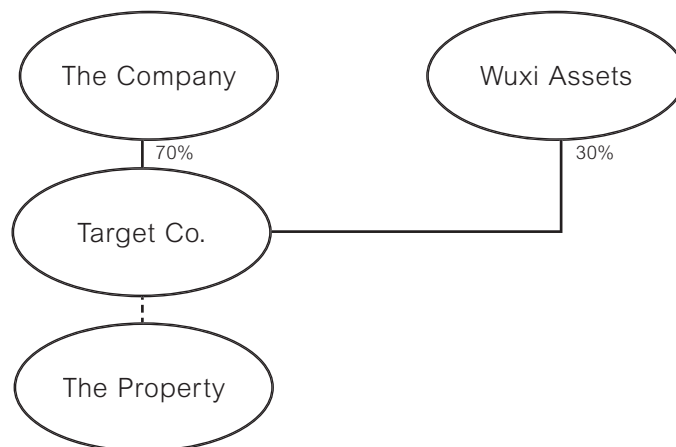 The Company
Wuxi Assets
70%
30%
Target Co.
The Property